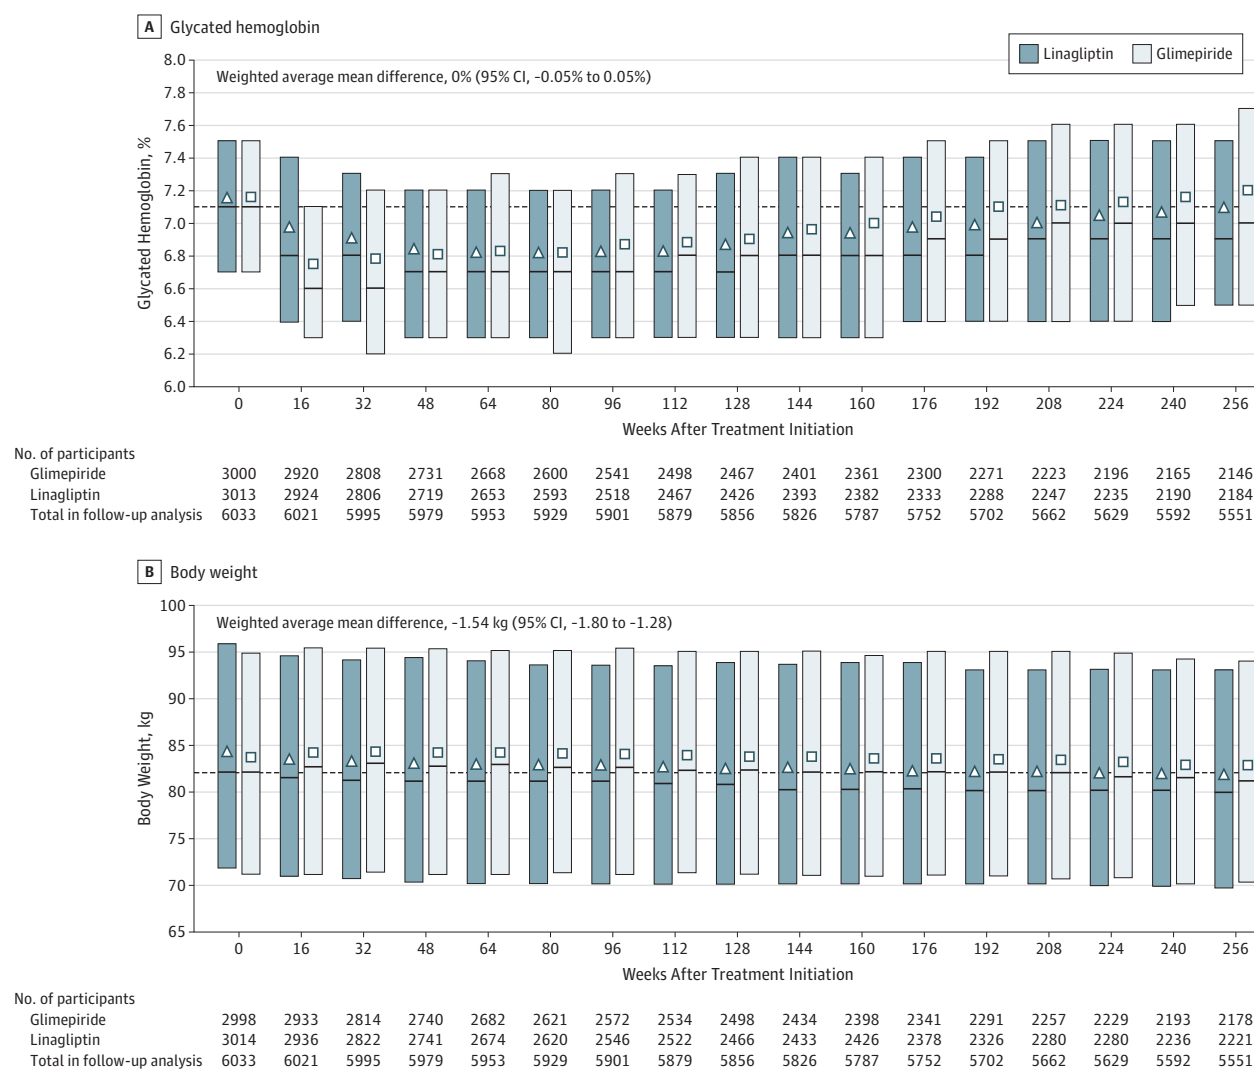 A Glycated hemoglobin
Linagliptin Glimepiride
Weighted average mean difference, 0% (95% CI, -0.05% to 0.05%)
Glycated Hemoglobin, %
8.0
7.8
7.6
7.4
7.2
7.0
6.8
6.6
6.4
6.2
6.0
0 16 32 48 64 80 96 112 128 144 160 176 192 208 224 240 256
Weeks After Treatment Initiation
No. of participants
Glimepiride 3000 2920 2808 2731 2668 2600 2541 2498 2467 2401 2361 2300 2271 2223 2196 2165 2146
Linagliptin 3013 2924 2806 2719 2653 2593 2518 2467 2426 2393 2382 2333 2288 2247 2235 2190 2184
Total in follow-up analysis 6033 6021 5995 5979 5953 5929 5901 5879 5856 5826 5787 5752 5702 5662 5629 5592 5551
B Body weight
Weighted average mean difference, -1.54 kg (95% CI, -1.80 to -1.28)
Body Weight, kg
100
95
90
85
80
75
70
65
0 16 32 48 64 80 96 112 128 144 160 176 192 208 224 240 256
Weeks After Treatment Initiation
No. of participants
Glimepiride 2998 2933 2814 2740 2682 2621 2572 2534 2498 2434 2398 2341 2291 2257 2229 2193 2178
Linagliptin 3014 2936 2822 2741 2674 2620 2546 2522 2466 2433 2426 2378 2326 2280 2280 2236 2221
Total in follow-up analysis 6033 6021 5995 5979 5953 5929 5901 5879 5856 5826 5787 5752 5702 5662 5629 5592 5551